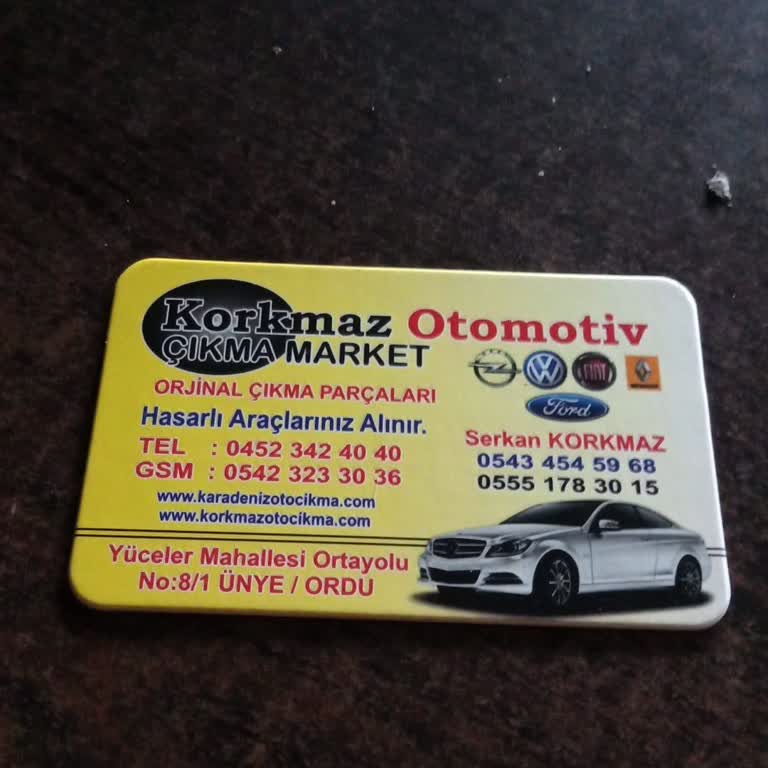 Korkmaz Otomotiv
ÇIKMA MARKET
ORJİNAL ÇIKMA PARÇALARI
Hasarlı Araçlarınız Alınır.
TEL : 0452 342 40 40
GSM : 0542 323 30 36
www.karadenizotocikma.com
www.korkmazotocikma.com
FIAT
Ford
Serkan KORKMAZ
0543 454 59 68
0555 178 30 15
Yüceler Mahallesi Ortayolu
No:8/1 ÜNYE / ORDU